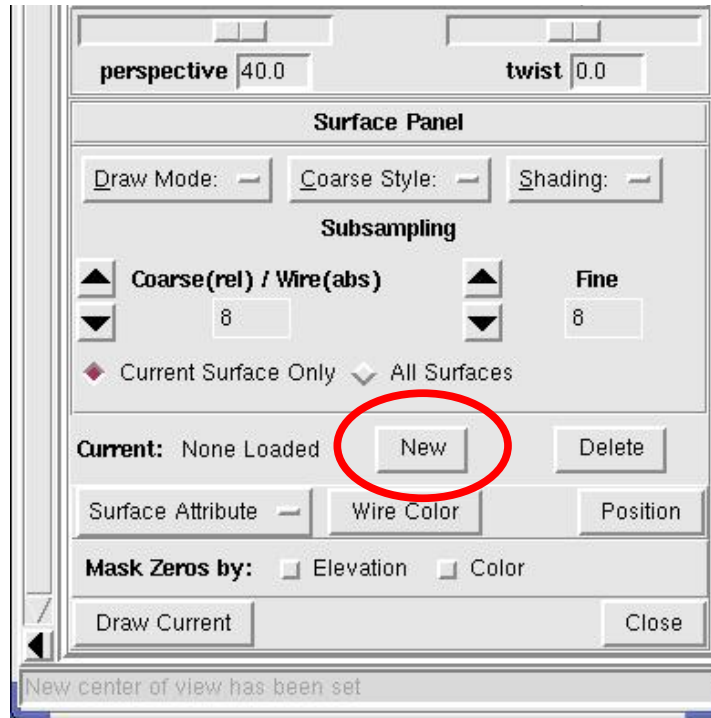 perspective 40.0 twist 0.0
Surface Panel
Draw Mode: Coarse Style: Shading:
Subsampling
Coarse(rel) / Wire(abs) Fine
8 8
Current Surface Only All Surfaces
Current: None Loaded New Delete
Surface Attribute Wire Color Position
Mask Zeros by: Elevation Color
Draw Current Close
New center of view has been set